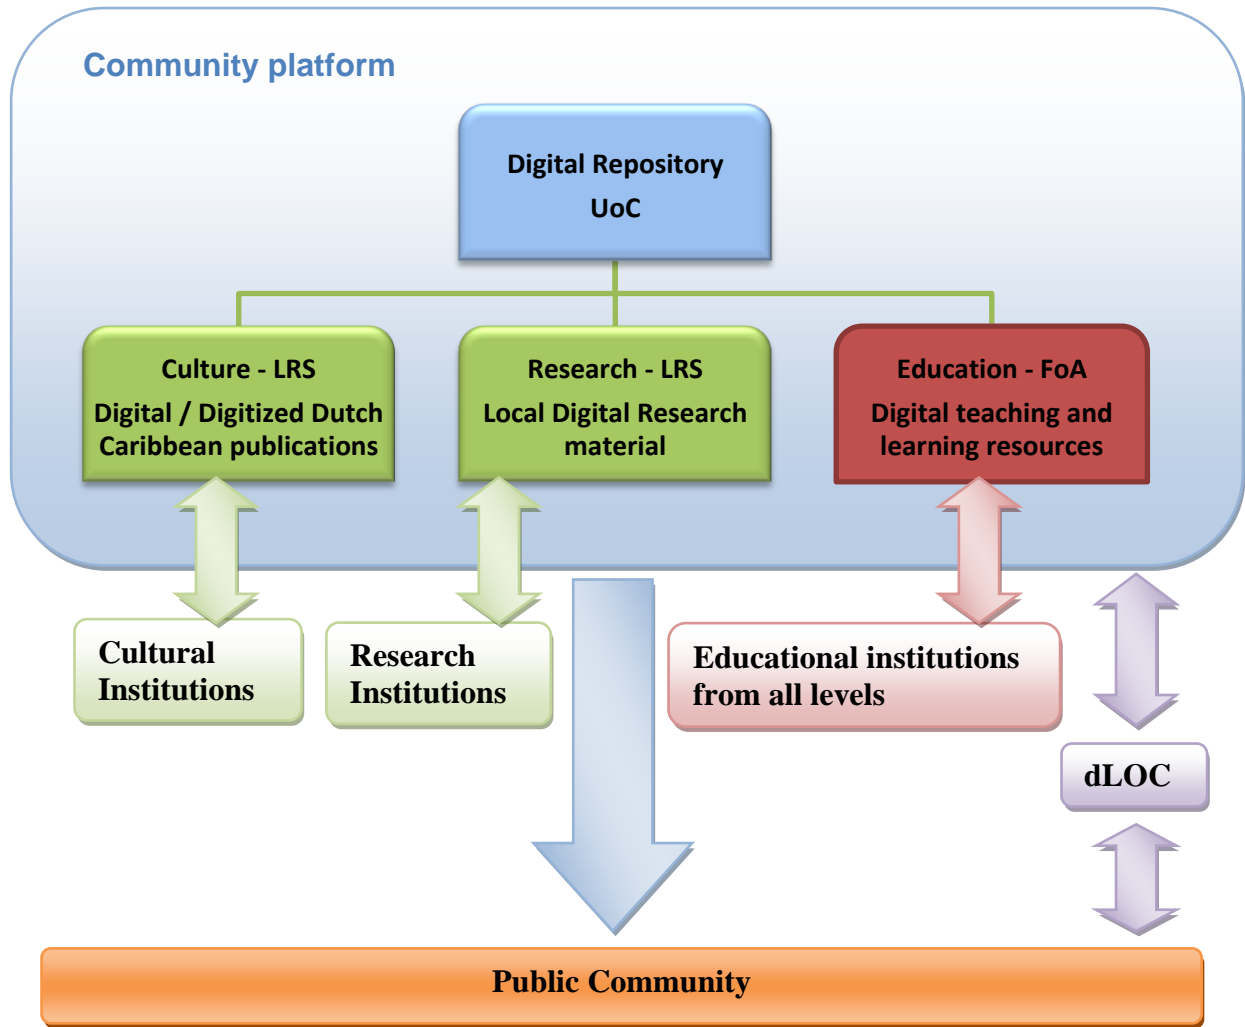 Community platform
Digital Repository
UoC
Culture - LRS
Digital / Digitized Dutch
Caribbean publications
Research - LRS
Local Digital Research
material
Education - FoA
Digital teaching and
learning resources
Cultural
Institutions
Research
Institutions
Educational institutions
from all levels
dLOC
Public Community